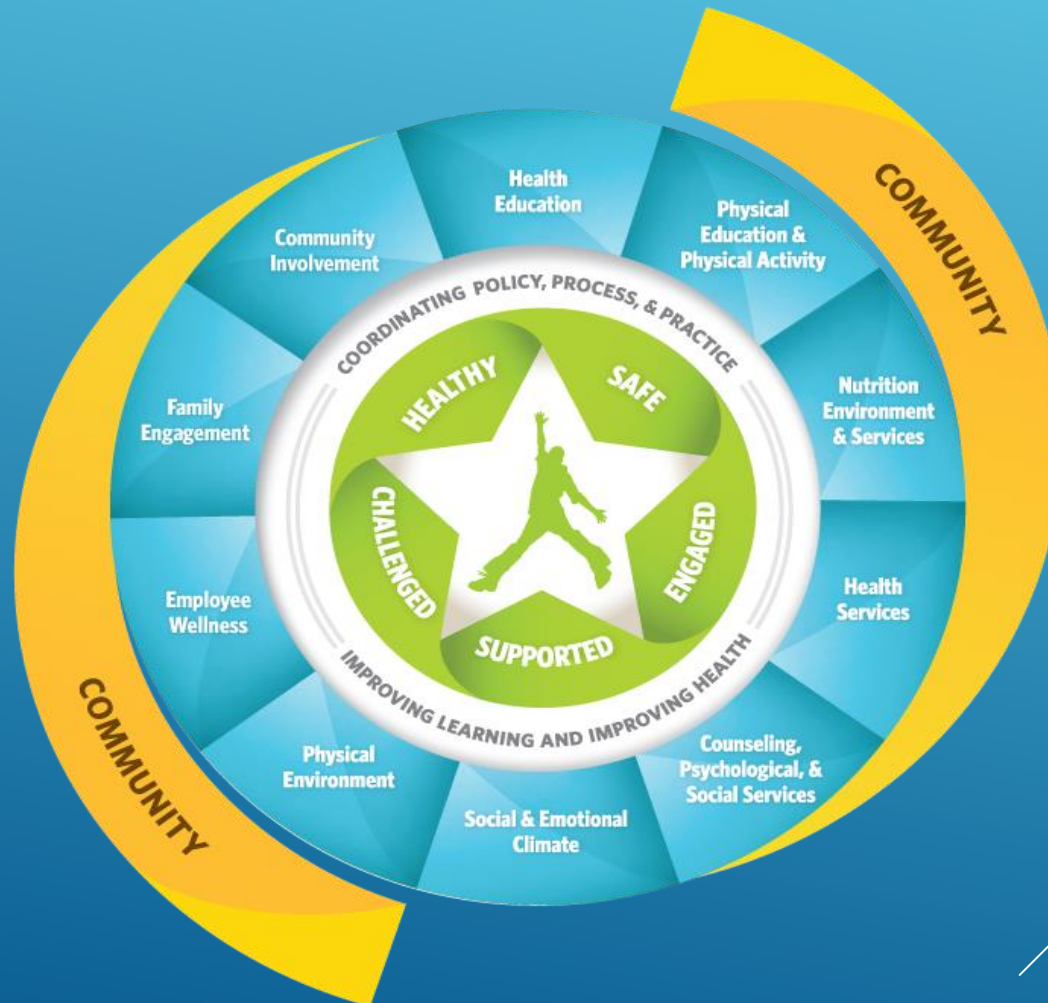 COMMUNITY
Health
Education
Physical
Education &
Physical Activity
Nutrition
Environment
& Services
Health
Services
Counseling,
Psychological, &
Social Services
Social & Emotional
Climate
Physical
Environment
Employee
Wellness
Family
Engagement
Community
Involvement
COORDINATING POLICY, PROCESS, & PRACTICE
IMPROVING LEARNING AND IMPROVING HEALTH
HEALTHY
SAFE
ENGAGED
SUPPORTED
CHALLENGED
COMMUNITY